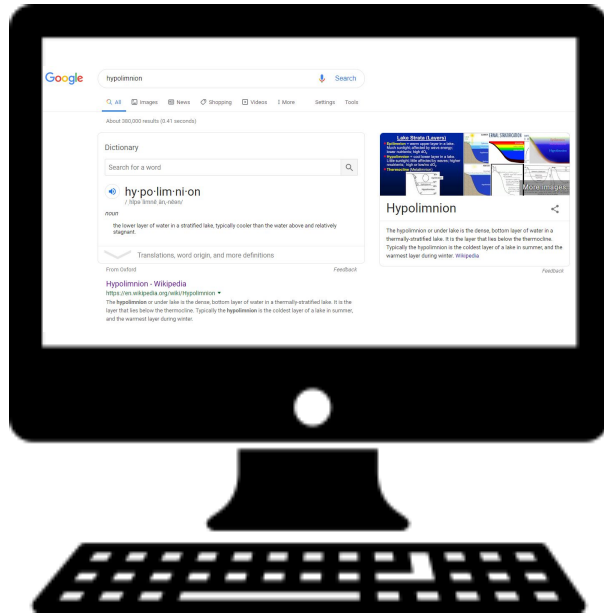 Google
hypolimnion
Search
All Images News Shopping Videos More Settings Tools
About 380,000 results (0.41 seconds)
Dictionary
Search for a word
hy·po·lim·ni·on
noun
the lower layer of water in a stratified lake, typically cooler than the water above and relatively
stagnant.
Translations, word origin, and more definitions
From Oxford
Feedback
Hypolimnion - Wikipedia
https://en.wikipedia.org/wiki/Hypolimnion
The hypolimnion or under lake is the dense, bottom layer of water in a thermally-stratified lake. It is the
layer that lies below the thermocline. Typically the hypolimnion is the coldest layer of a lake in summer,
and the warmest layer during winter.
Lake Strata (Layers)
More images
Hypolimnion
The hypolimnion or under lake is the dense, bottom layer of water in a
thermally-stratified lake. It is the layer that lies below the thermocline.
Typically the hypolimnion is the coldest layer of a lake in summer, and the
warmest layer during winter. Wikipedia
Feedback